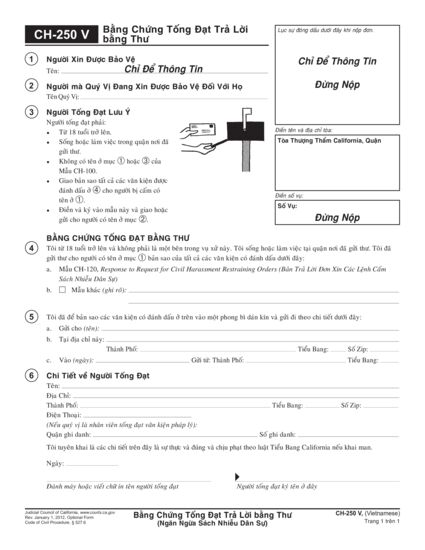 CH-250 V
Bằng Chứng Tống Đạt Trả Lời
bằng Thư
Lục sự đóng dấu dưới đây khi nộp đơn.
Chỉ Để Thông Tin
Đừng Nộp
Điền tên và địa chỉ tòa:
Tòa Thượng Thẩm California, Quận
Điền số vụ:
Số Vụ:
Đừng Nộp
1 Người Xin Được Bảo Vệ
Tên: Chỉ Để Thông Tin
2 Người mà Quý Vị Đang Xin Được Bảo Vệ Đối Với Họ
Tên Quý Vị:
3 Người Tống Đạt Lưu Ý
Người tống đạt phải:
• Từ 18 tuổi trở lên.
• Sống hoặc làm việc trong quận nơi đã
gửi thư.
• Không có tên ở mục ① hoặc ③ của
Mẫu CH-100.
• Giao bản sao tất cả các văn kiện được
đánh dấu ở ④ cho người bị cấm có
tên ở ①.
• Điền và ký vào mẫu này và giao hoặc
gửi cho người có tên ở mục ②.
BẰNG CHỨNG TỐNG ĐẠT BẰNG THƯ
4 Tôi từ 18 tuổi trở lên và không phải là một bên trong vụ xử này. Tôi sống hoặc làm việc tại quận nơi đã gửi thư. Tôi đã
gửi thư cho người có tên ở mục ① bản sao của tất cả các văn kiện có đánh dấu dưới đây:
a. Mẫu CH-120, Response to Request for Civil Harassment Restraining Orders (Bản Trả Lời Đơn Xin Các Lệnh Cấm
Sách Nhiễu Dân Sự)
b. ☐ Mẫu khác (ghi rõ):
5 Tôi đã để bản sao các văn kiện có đánh dấu ở trên vào một phong bì dán kín và gửi đi theo chi tiết dưới đây:
a. Gửi cho (tên):
b. Tại địa chỉ này:
Thành Phố: Tiểu Bang: Số Zip:
c. Vào (ngày): Gửi từ: Thành Phố: Tiểu Bang:
6 Chi Tiết về Người Tống Đạt
Tên:
Địa Chỉ:
Thành Phố: Tiểu Bang: Số Zip:
Điện Thoại:
(Nếu quý vị là nhân viên tống đạt văn kiện pháp lý):
Quận ghi danh: Số ghi danh:
Tôi tuyên khai là các chi tiết trên đây là sự thực và đúng và chịu phạt theo luật Tiểu Bang California nếu khai man.
Ngày:
Đánh máy hoặc viết chữ in tên người tống đạt
Người tống đạt ký tên ở đây
Judicial Council of California, www.courts.ca.gov
Rev. January 1, 2012, Optional Form
Code of Civil Procedure, § 527.6
Bằng Chứng Tống Đạt Trả Lời bằng Thư
(Ngăn Ngừa Sách Nhiễu Dân Sự)
CH-250 V, (Vietnamese)
Trang 1 trên 1